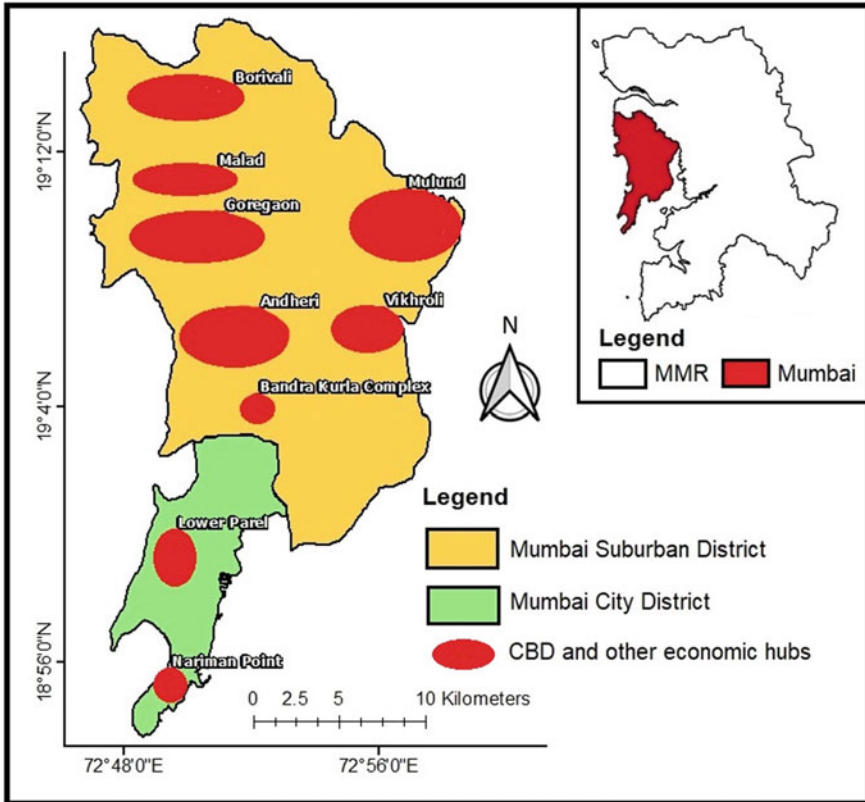 Borivali
19°12'0"N
Malad
Mulund
Goregaon
Andheri
Vikhroli
N
Bandra Kurla Complex
19°4'0"N
Lower Parel
Nariman Point
18°56'0"N
0 2.5 5 10 Kilometers
72°48'0"E
72°56'0"E
Legend
Mumbai Suburban District
Mumbai City District
CBD and other economic hubs
Legend
MMR
Mumbai